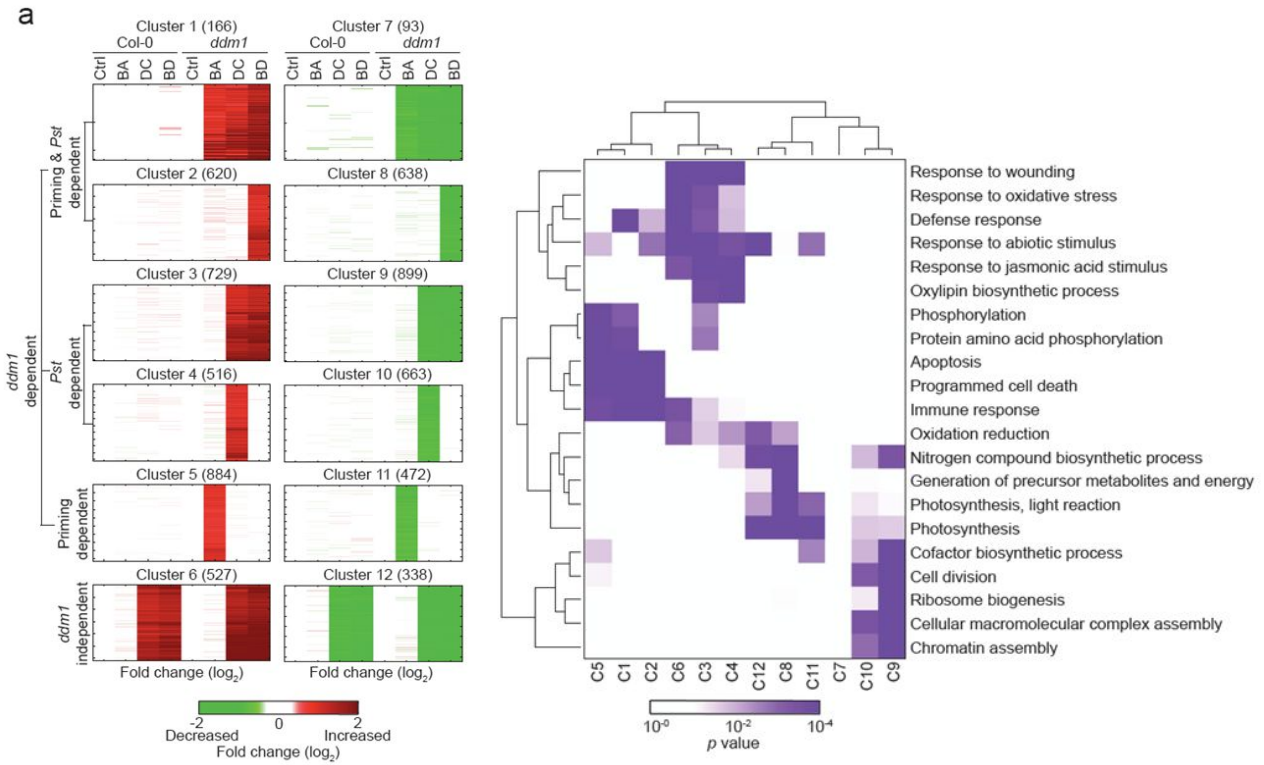 a
Cluster 1 (166)
Col-0 ddm1
Ctrl BA DC BD Ctrl BA DC BD
Cluster 7 (93)
Col-0 ddm1
Ctrl BA DC BD Ctrl BA DC BD
Cluster 2 (620)
Cluster 8 (638)
Cluster 3 (729)
Cluster 9 (899)
Cluster 4 (516)
Cluster 10 (663)
Cluster 5 (884)
Cluster 11 (472)
Cluster 6 (527)
Cluster 12 (338)
ddm1
dependent
Priming & Pst
dependent
Pst
dependent
Priming
dependent
ddm1
independent
Fold change (log2)
Fold change (log2)
-2 0 2
Decreased Increased
Fold change (log2)
Response to wounding
Response to oxidative stress
Defense response
Response to abiotic stimulus
Response to jasmonic acid stimulus
Oxylipin biosynthetic process
Phosphorylation
Protein amino acid phosphorylation
Apoptosis
Programmed cell death
Immune response
Oxidation reduction
Nitrogen compound biosynthetic process
Generation of precursor metabolites and energy
Photosynthesis, light reaction
Photosynthesis
Cofactor biosynthetic process
Cell division
Ribosome biogenesis
Cellular macromolecular complex assembly
Chromatin assembly
C5 C1 C2 C6 C3 C4 C12 C8 C11 C7 C10 C9
10-0 10-2 10-4
p value